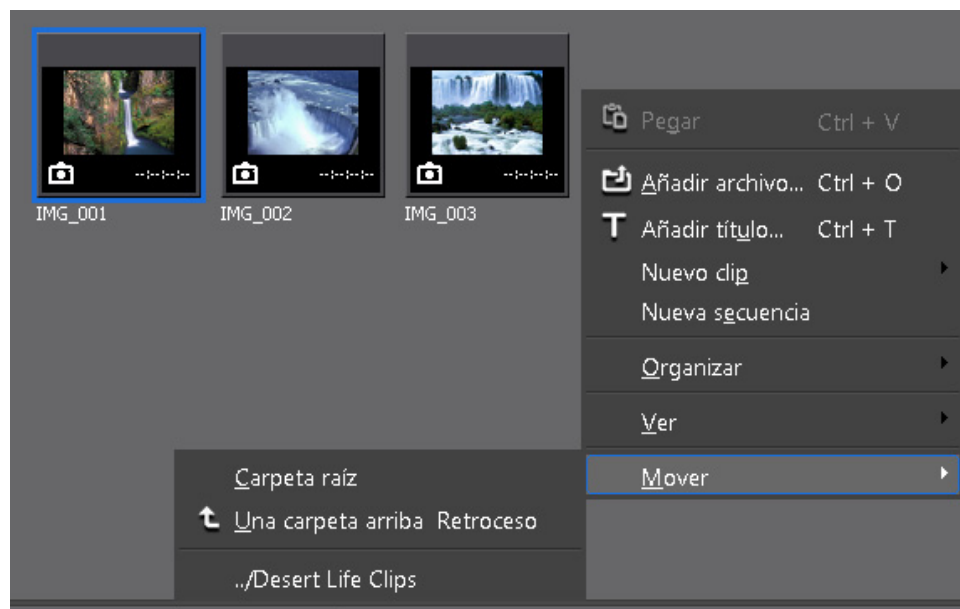 IMG_001 IMG_002 IMG_003
Pegar Ctrl + V
Añadir archivo... Ctrl + O
Añadir título... Ctrl + T
Nuevo clip
Nueva secuencia
Organizar
Ver
Mover
Carpeta raíz
Una carpeta arriba Retroceso
../Desert Life Clips